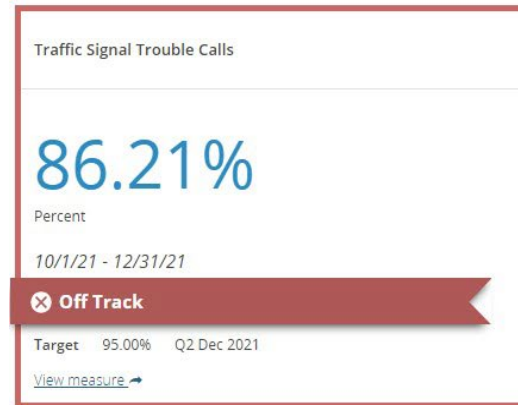 Traffic Signal Trouble Calls
86.21%
Percent
10/1/21 - 12/31/21
Off Track
Target 95.00% Q2 Dec 2021
View measure